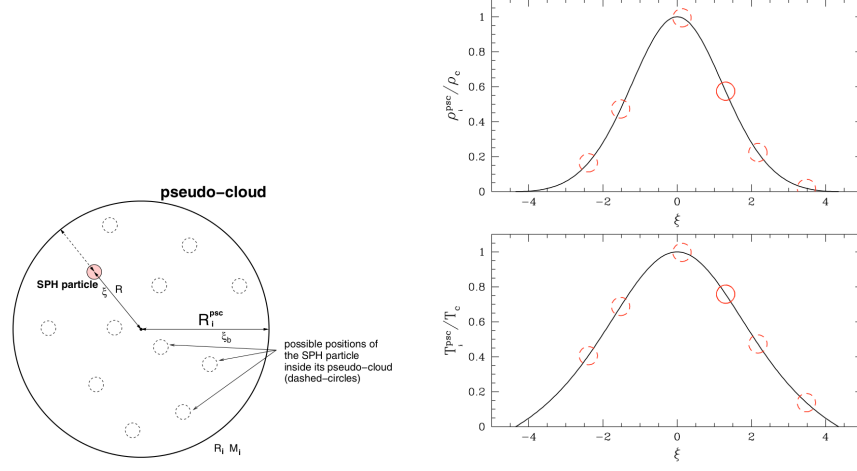 pseudo-cloud
SPH particle
ξ R
R_i^psc
ξ_b
possible positions of
the SPH particle
inside its pseudo-cloud
(dashed-circles)
R_i M_i
ρ_i^psc/ρ_c
1
0.8
0.6
0.4
0.2
0
-4 -2 0 2 4
ξ
T_i^psc/T_c
1
0.8
0.6
0.4
0.2
0
-4 -2 0 2 4
ξ